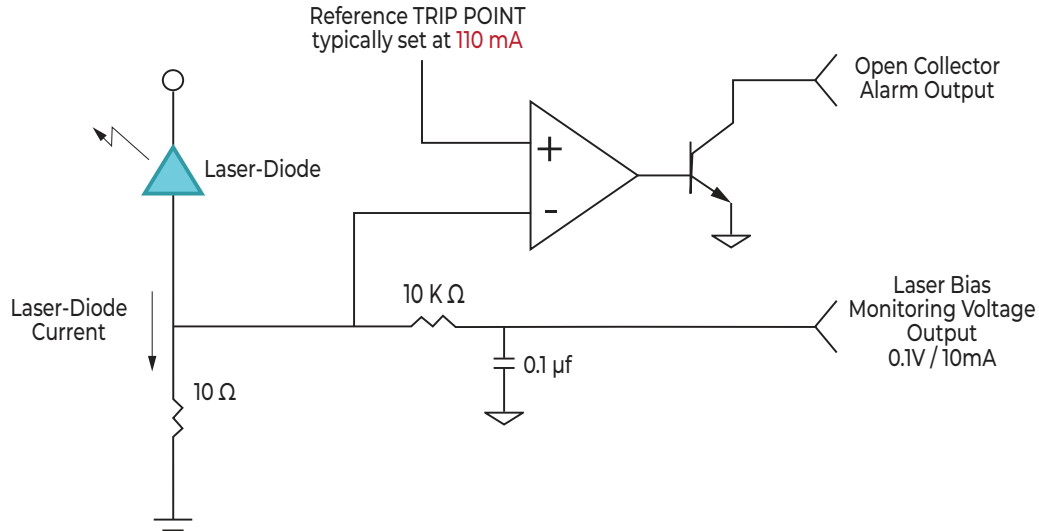 Reference TRIP POINT
typically set at 110 mA
Open Collector
Alarm Output
+
Laser-Diode
-
Laser Bias
Monitoring Voltage
Output
0.1V / 10mA
10 K Ω
Laser-Diode
Current
0.1 µf
10 Ω